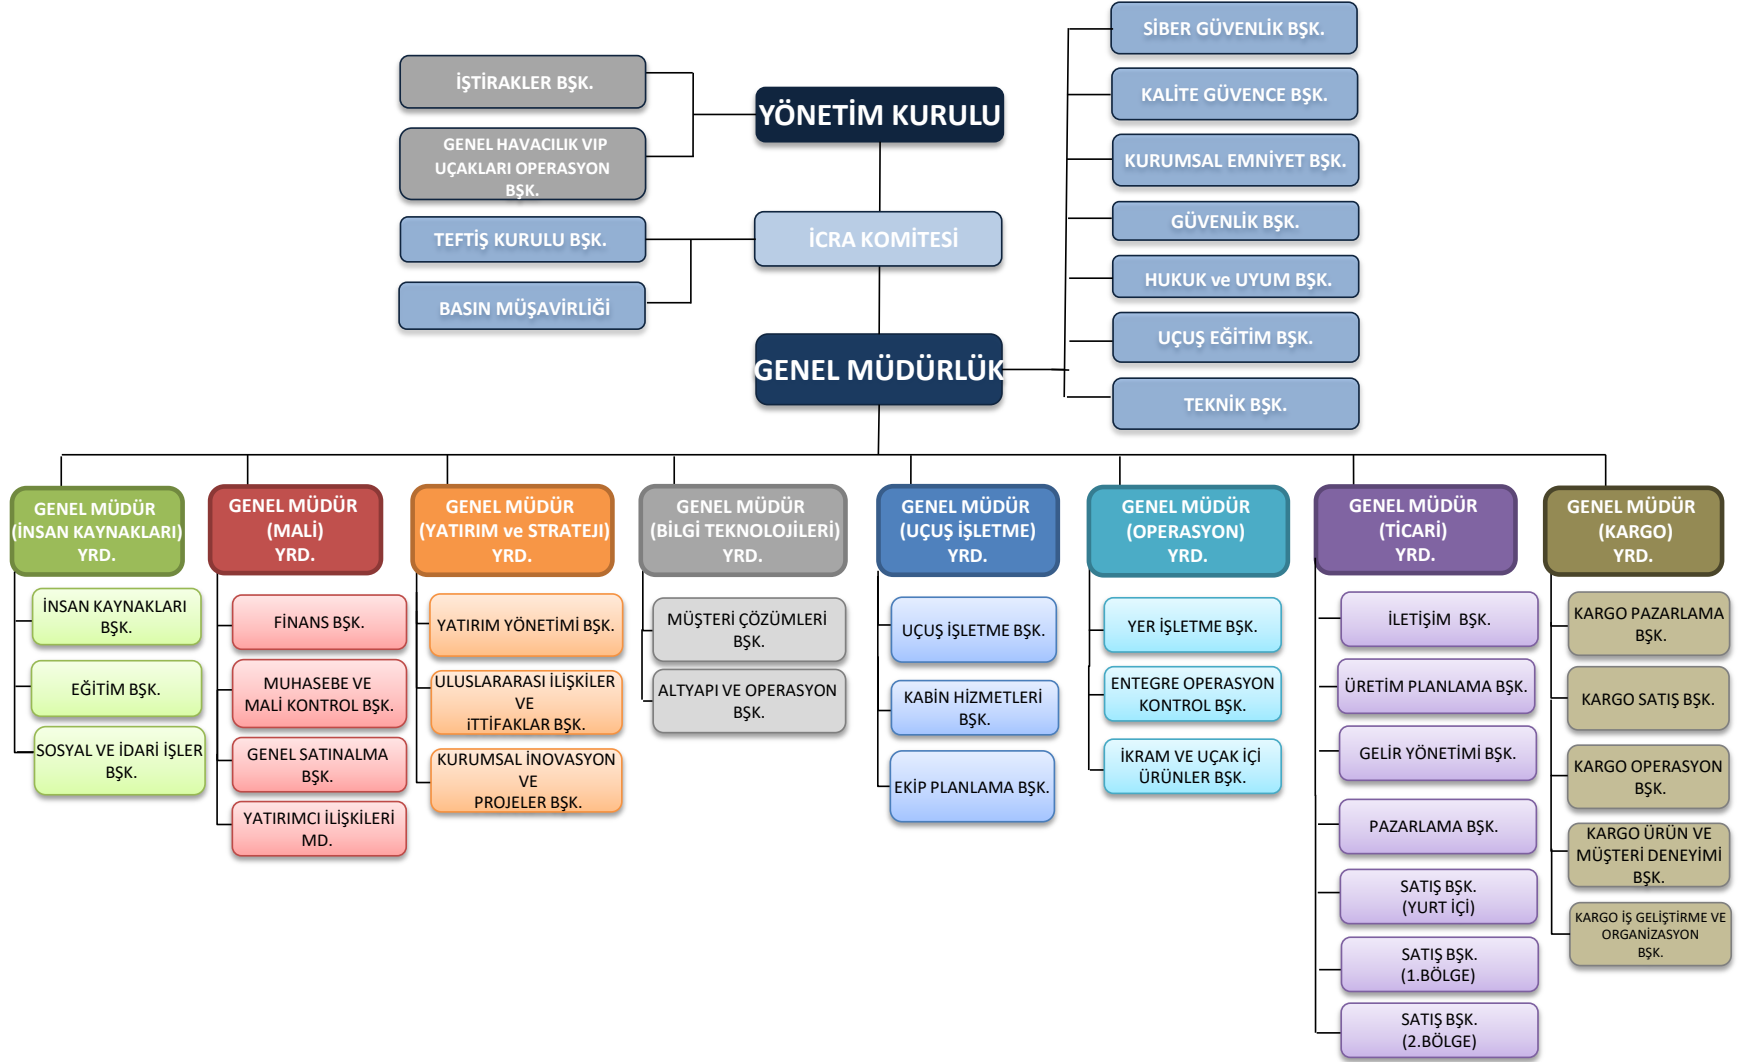 SİBER GÜVENLİK BŞK.
İŞTİRAKLER BŞK.
KALİTE GÜVENCE BŞK.
YÖNETİM KURULU
GENEL HAVACILIK VIP
UÇAKLARI OPERASYON
BŞK.
KURUMSAL EMNİYET BŞK.
GÜVENLİK BŞK.
TEFTİŞ KURULU BŞK.
İCRA KOMİTESİ
HUKUK ve UYUM BŞK.
BASIN MÜŞAVİRLİĞİ
UÇUŞ EĞİTİM BŞK.
GENEL MÜDÜRLÜK
TEKNİK BŞK.
GENEL MÜDÜR
(İNSAN KAYNAKLARI)
YRD.
İNSAN KAYNAKLARI
BŞK.
EĞİTİM BŞK.
SOSYAL VE İDARİ İŞLER
BŞK.
GENEL MÜDÜR
(MALİ)
YRD.
FİNANS BŞK.
MUHASEBE VE
MALİ KONTROL BŞK.
GENEL SATINALMA
BŞK.
YATIRIMCI İLİŞKİLERİ
MD.
GENEL MÜDÜR
(YATIRIM ve STRATEJI)
YRD.
YATIRIM YÖNETİMİ BŞK.
ULUSLARARASI İLİŞKİLER
VE
iTTİFAKLAR BŞK.
KURUMSAL İNOVASYON
VE
PROJELER BŞK.
GENEL MÜDÜR
(BİLGİ TEKNOLOJİLERİ)
YRD.
MÜŞTERİ ÇÖZÜMLERİ
BŞK.
ALTYAPI VE OPERASYON
BŞK.
GENEL MÜDÜR
(UÇUŞ İŞLETME)
YRD.
UÇUŞ İŞLETME BŞK.
KABİN HİZMETLERİ
BŞK.
EKİP PLANLAMA BŞK.
GENEL MÜDÜR
(OPERASYON)
YRD.
YER İŞLETME BŞK.
ENTEGRE OPERASYON
KONTROL BŞK.
İKRAM VE UÇAK İÇİ
ÜRÜNLER BŞK.
GENEL MÜDÜR
(TİCARİ)
YRD.
İLETİŞİM BŞK.
ÜRETİM PLANLAMA BŞK.
GELİR YÖNETİMİ BŞK.
PAZARLAMA BŞK.
SATIŞ BŞK.
(YURT İÇİ)
SATIŞ BŞK.
(1.BÖLGE)
SATIŞ BŞK.
(2.BÖLGE)
GENEL MÜDÜR
(KARGO)
YRD.
KARGO PAZARLAMA
BŞK.
KARGO SATIŞ BŞK.
KARGO OPERASYON
BŞK.
KARGO ÜRÜN VE
MÜŞTERİ DENEYİMİ
BŞK.
KARGO İŞ GELİŞTİRME VE
ORGANİZASYON
BŞK.